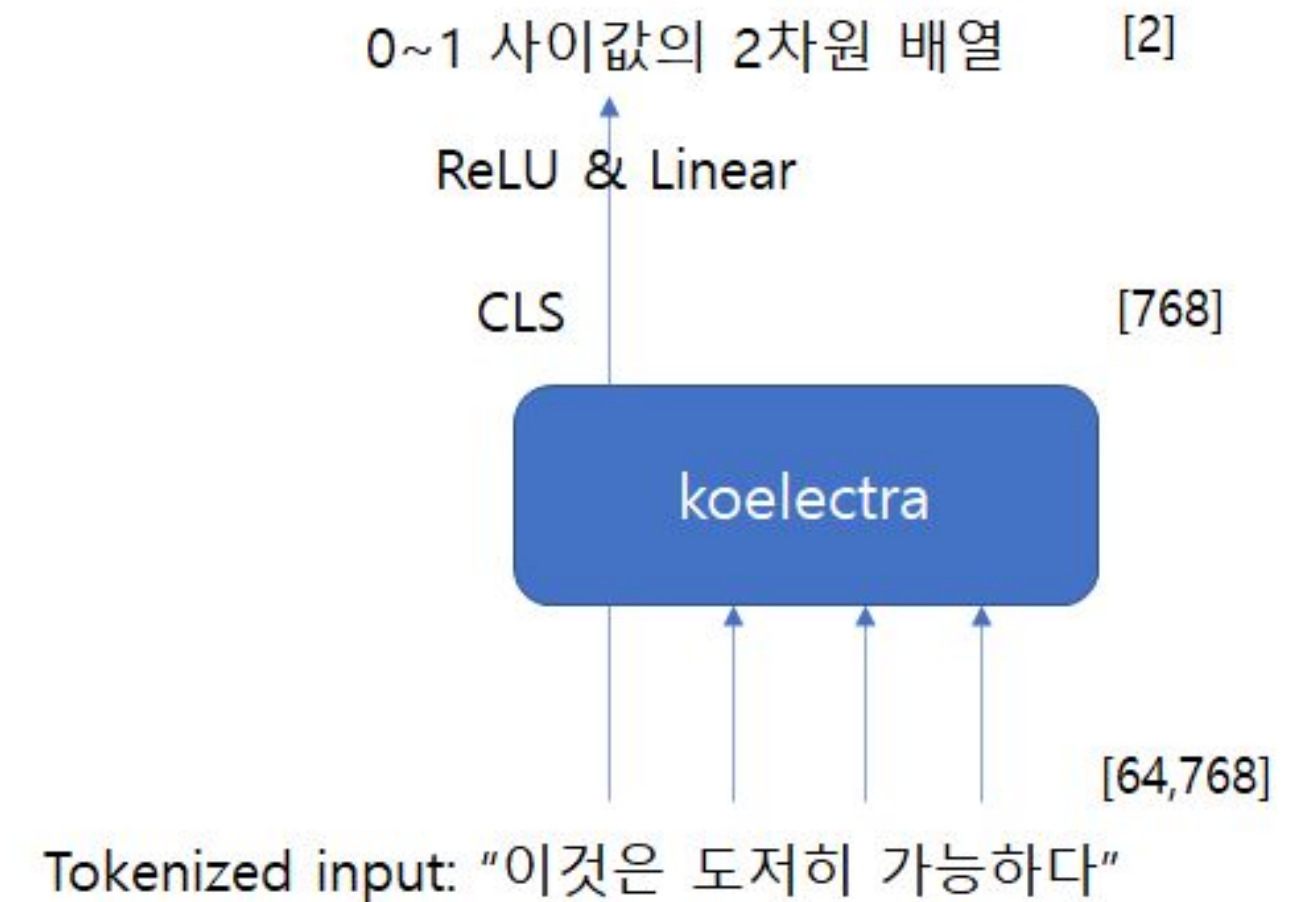 0~1 사이값의 2차원 배열 [2]
ReLU & Linear
CLS [768]
koelectra
[64,768]
Tokenized input: "이것은 도저히 가능하다"